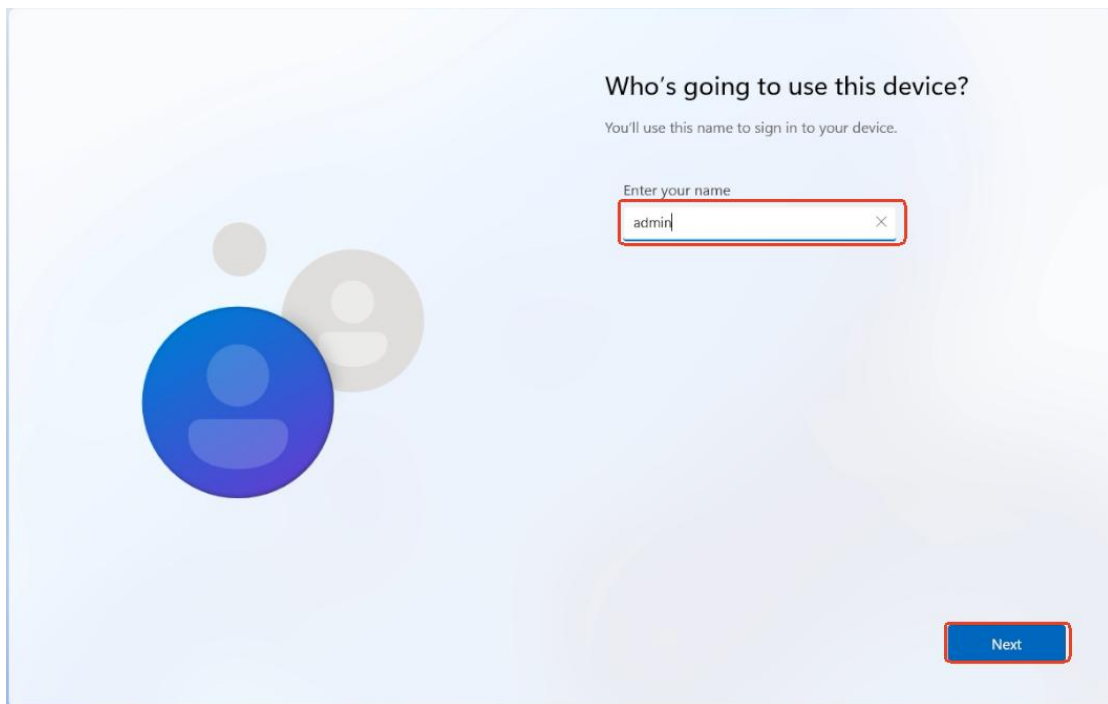 Who's going to use this device?
You'll use this name to sign in to your device.
Enter your name
admin
Next